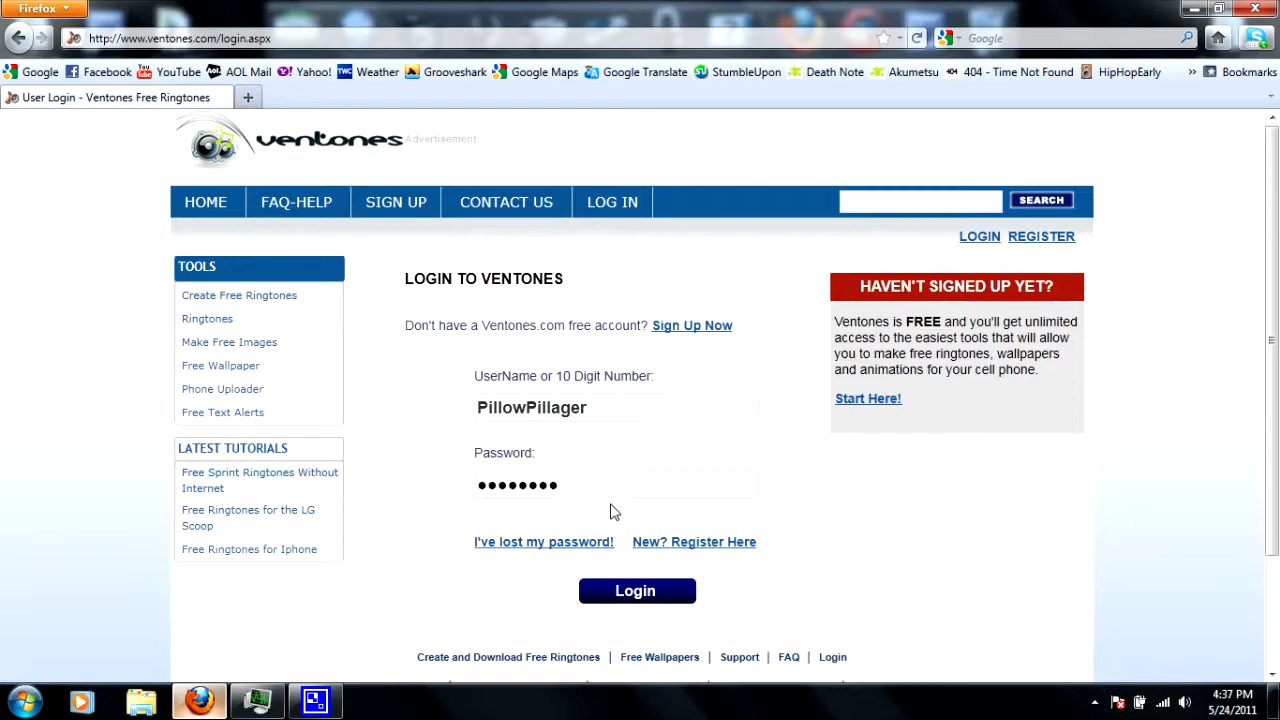 Firefox
http://www.ventones.com/login.aspx
Google
Google Facebook YouTube AOL Mail Yahoo! TWC Weather Grooveshark Google Maps Google Translate StumbleUpon Death Note Akumetsu 404 404 - Time Not Found HipHopEarly » Bookmarks
User Login - Ventones Free Ringtones
ventones Advertisement
HOME FAQ-HELP SIGN UP CONTACT US LOG IN SEARCH
LOGIN REGISTER
TOOLS
Create Free Ringtones
Ringtones
Make Free Images
Free Wallpaper
Phone Uploader
Free Text Alerts
LATEST TUTORIALS
Free Sprint Ringtones Without
Internet
Free Ringtones for the LG
Scoop
Free Ringtones for Iphone
LOGIN TO VENTONES
Don't have a Ventones.com free account? Sign Up Now
UserName or 10 Digit Number:
PillowPillager
Password:
••••••••
I've lost my password! New? Register Here
Login
HAVEN'T SIGNED UP YET?
Ventones is FREE and you'll get unlimited
access to the easiest tools that will allow
you to make free ringtones, wallpapers
and animations for your cell phone.
Start Here!
Create and Download Free Ringtones | Free Wallpapers | Support | FAQ | Login
4:37 PM
5/24/2011